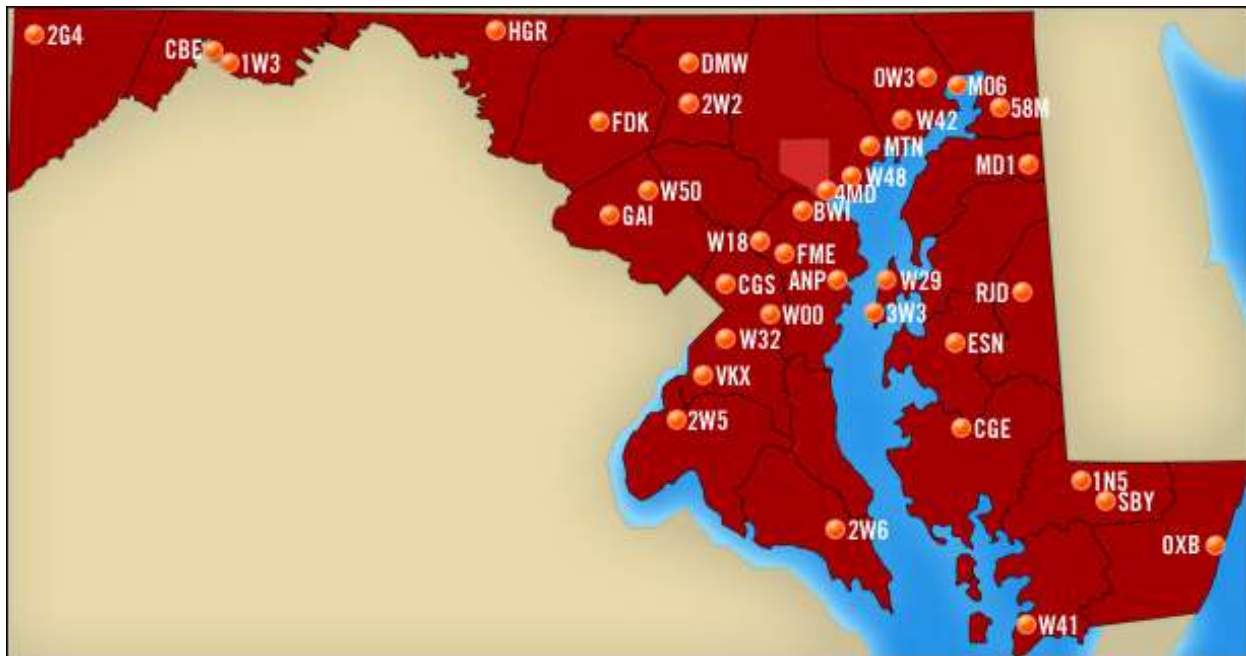 2G4
HGR
CBE
1W3
DMW
0W3
M06
2W2
58M
FDK
W42
MTN
MD1
W48
W50
4MD
BWI
GAI
W18
FME
CGS
ANP
W29
RJD
W00
3W3
W32
ESN
VKX
2W5
CGE
1N5
SBY
2W6
OXB
W41